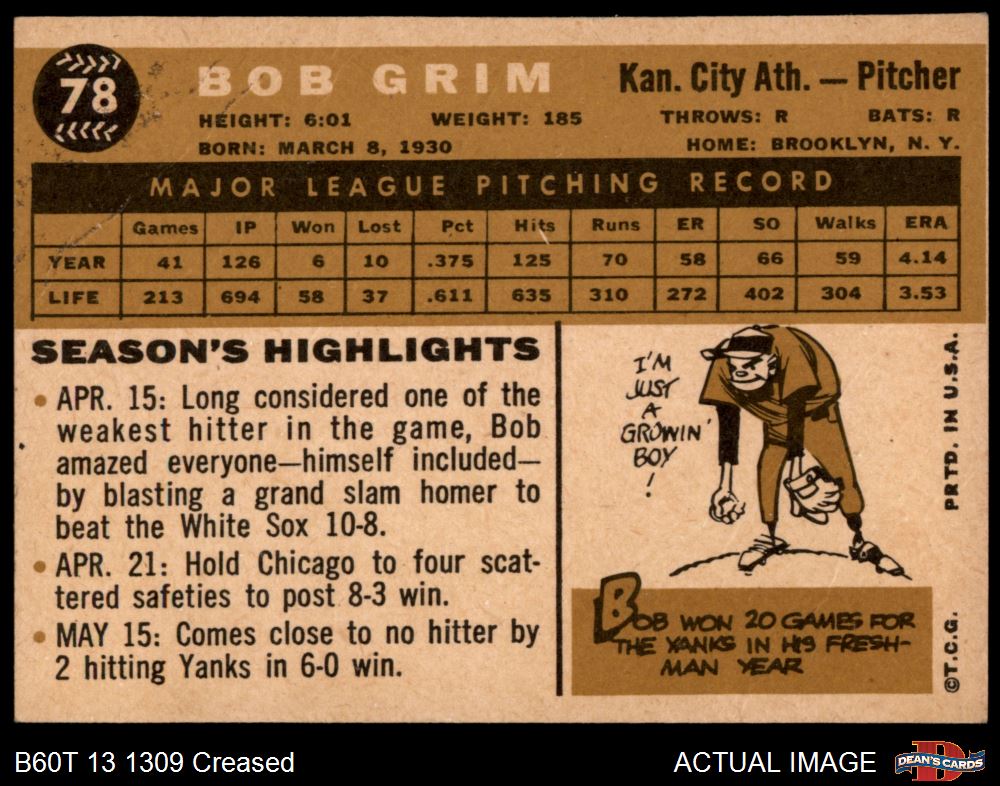 78
BOB GRIM
Kan. City Ath. — Pitcher
HEIGHT: 6:01 WEIGHT: 185 THROWS: R BATS: R
BORN: MARCH 8, 1930 HOME: BROOKLYN, N. Y.
MAJOR LEAGUE PITCHING RECORD
Games IP Won Lost Pct Hits Runs ER SO Walks ERA
YEAR 41 126 6 10 .375 125 70 58 66 59 4.14
LIFE 213 694 58 37 .611 635 310 272 402 304 3.53
SEASON'S HIGHLIGHTS
• APR. 15: Long considered one of the
weakest hitter in the game, Bob
amazed everyone—himself included—
by blasting a grand slam homer to
beat the White Sox 10-8.
• APR. 21: Hold Chicago to four scat-
tered safeties to post 8-3 win.
• MAY 15: Comes close to no hitter by
2 hitting Yanks in 6-0 win.
I'M
JUST
A
GROWIN'
BOY
!
BOB WON 20 GAMES FOR
THE YANKS IN HIS FRESH-
MAN YEAR
©T.C.G. PRTD. IN U.S.A.
B60T 13 1309 Creased
ACTUAL IMAGE
D
DEAN'S CARDS